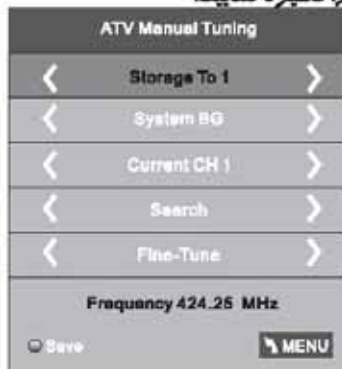 ATV Manual Tuning
Storage To 1
System BG
Current CH 1
Search
Fine-Tune
Frequency 424.25 MHz
Save
MENU